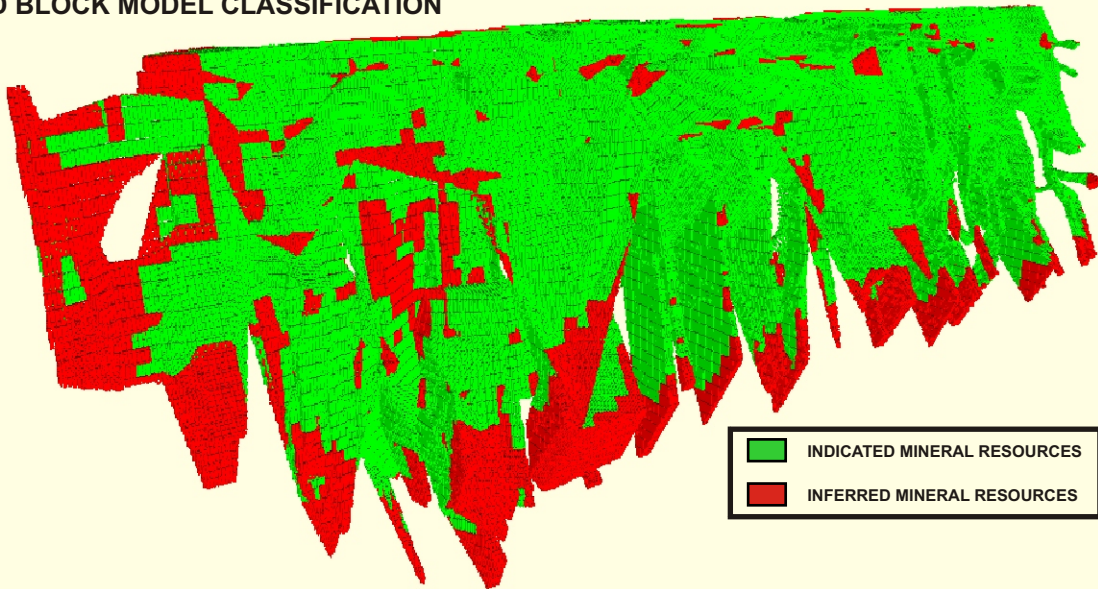 BLOCK MODEL CLASSIFICATION
INDICATED MINERAL RESOURCES
INFERRED MINERAL RESOURCES